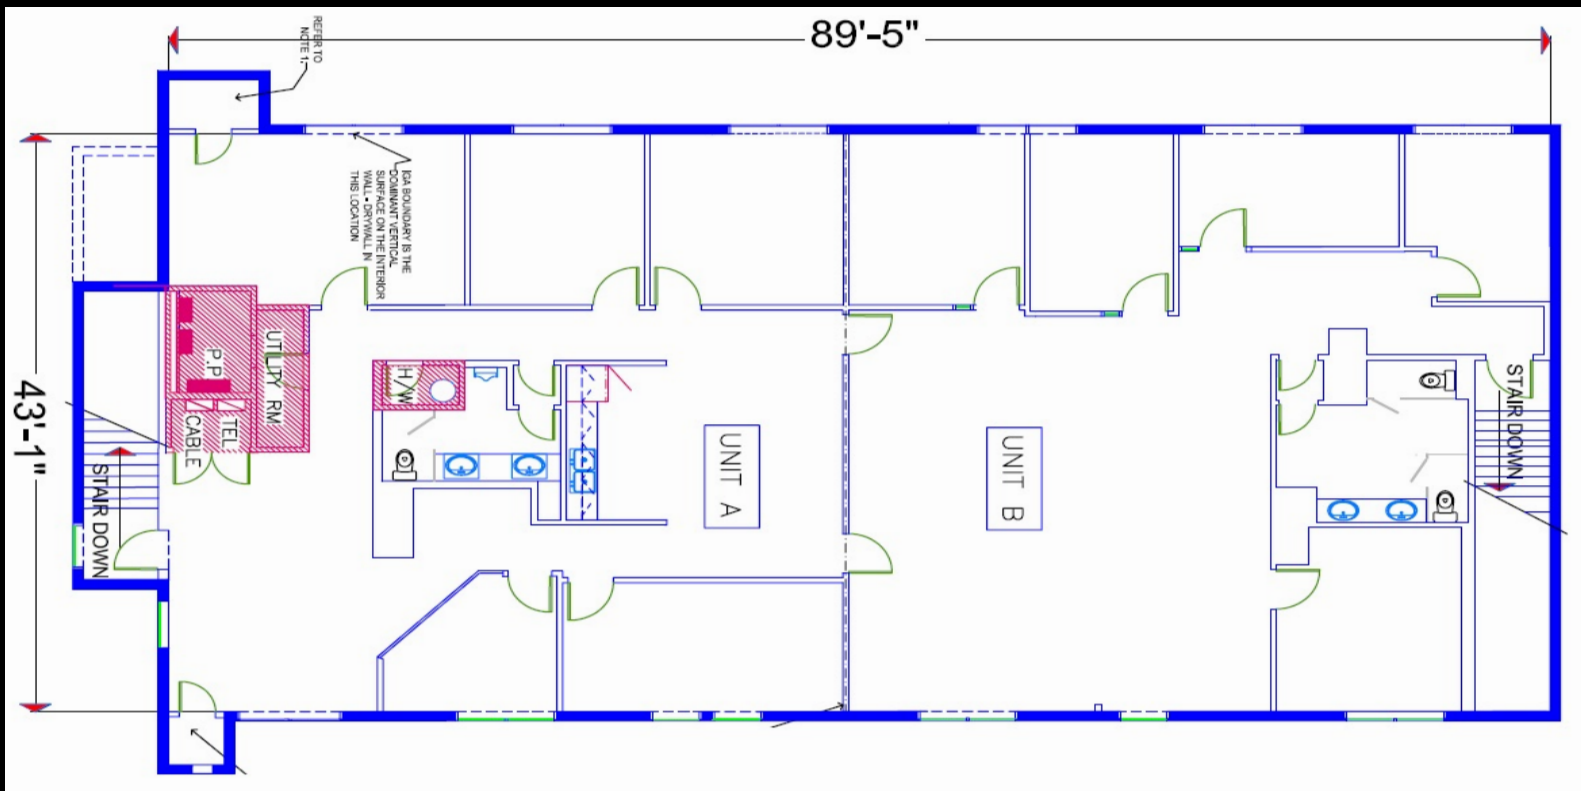 89'-5"
REFER TO
NOTE 1.
IGA BOUNDARY IS THE
DOMINANT VERTICAL
SURFACE ON THE INTERIOR
WALL - DRYWALL IN
THIS LOCATION
43'-1"
UTILITY RM
P.P
TEL
CABLE
H/W
STAIR DOWN
UNIT A
UNIT B
STAIR DOWN